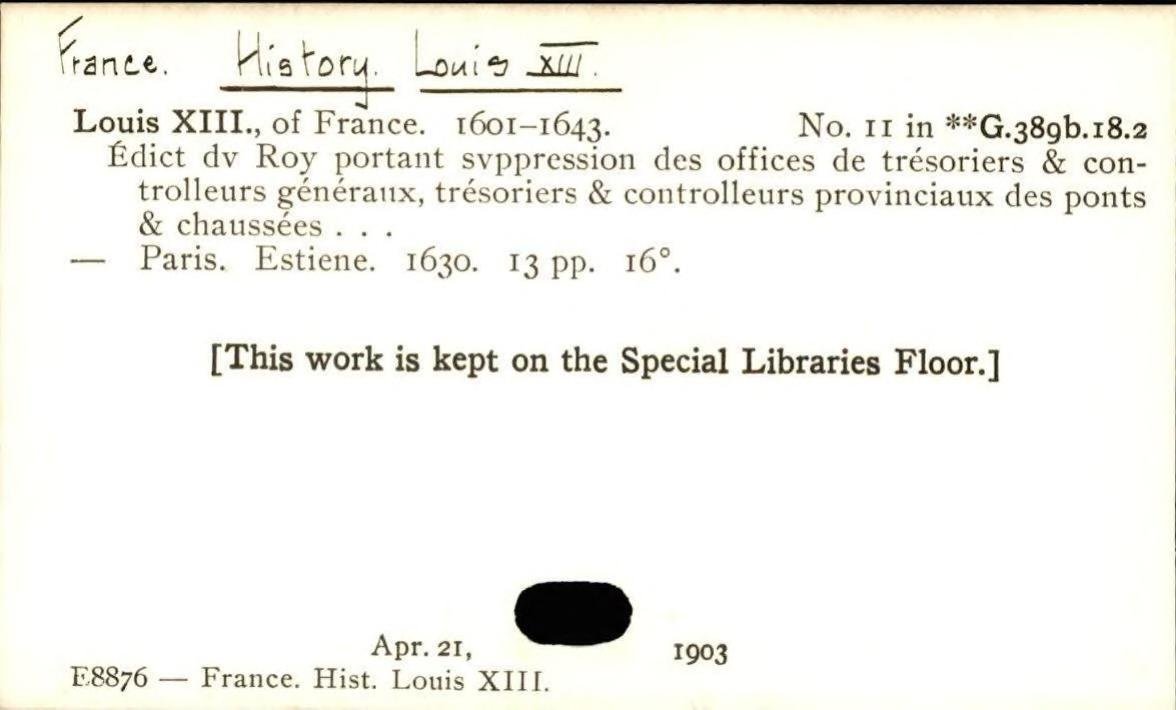 France. History. Louis XIII.
Louis XIII., of France. 1601–1643. No. 11 in **G.389b.18.2
Édict dv Roy portant svppression des offices de trésoriers & con-
trolleurs généraux, trésoriers & controlleurs provinciaux des ponts
& chaussées . . .
— Paris. Estiene. 1630. 13 pp. 16°.
[This work is kept on the Special Libraries Floor.]
Apr. 21, 1903
E8876 — France. Hist. Louis XIII.